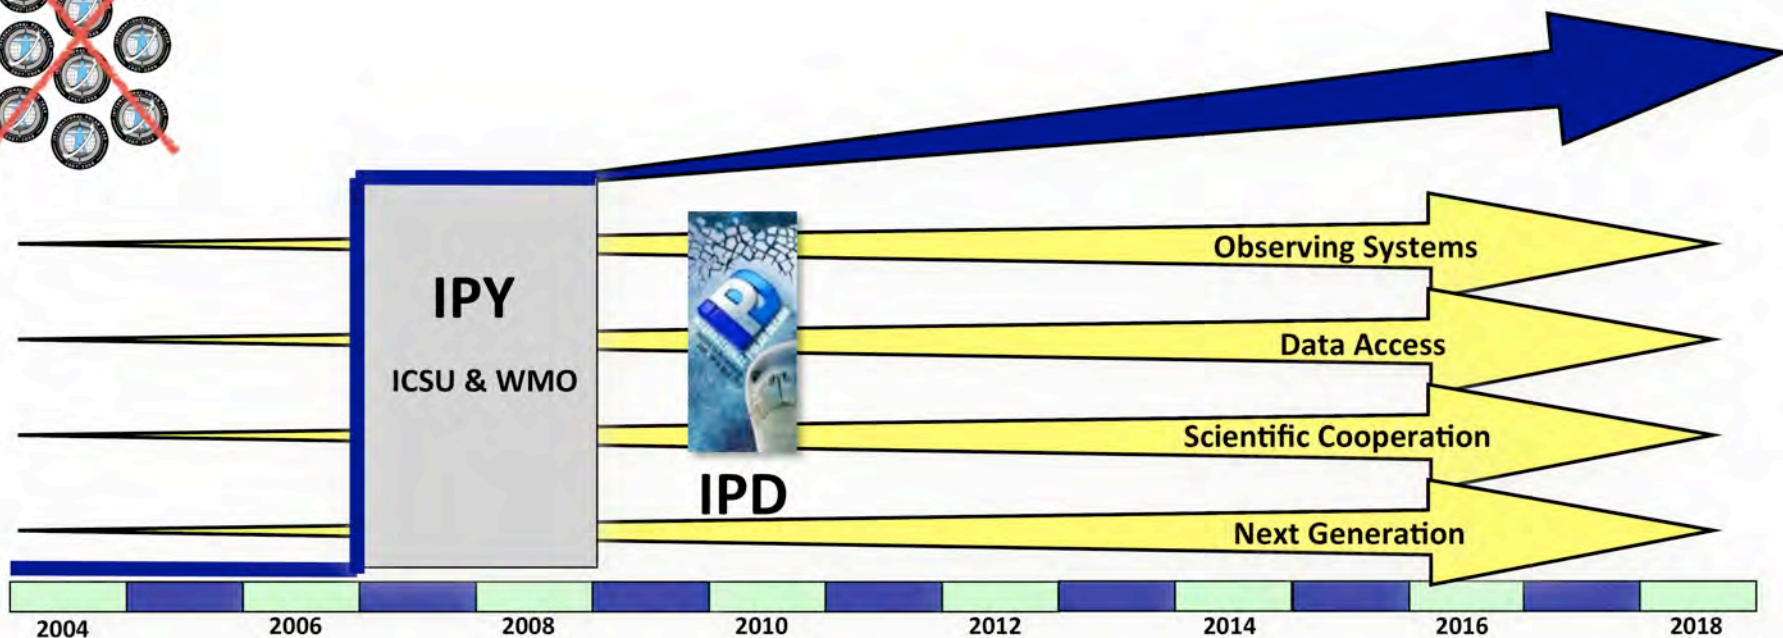 IPY
ICSU & WMO
IPD
Observing Systems
Data Access
Scientific Cooperation
Next Generation
2004 2006 2008 2010 2012 2014 2016 2018